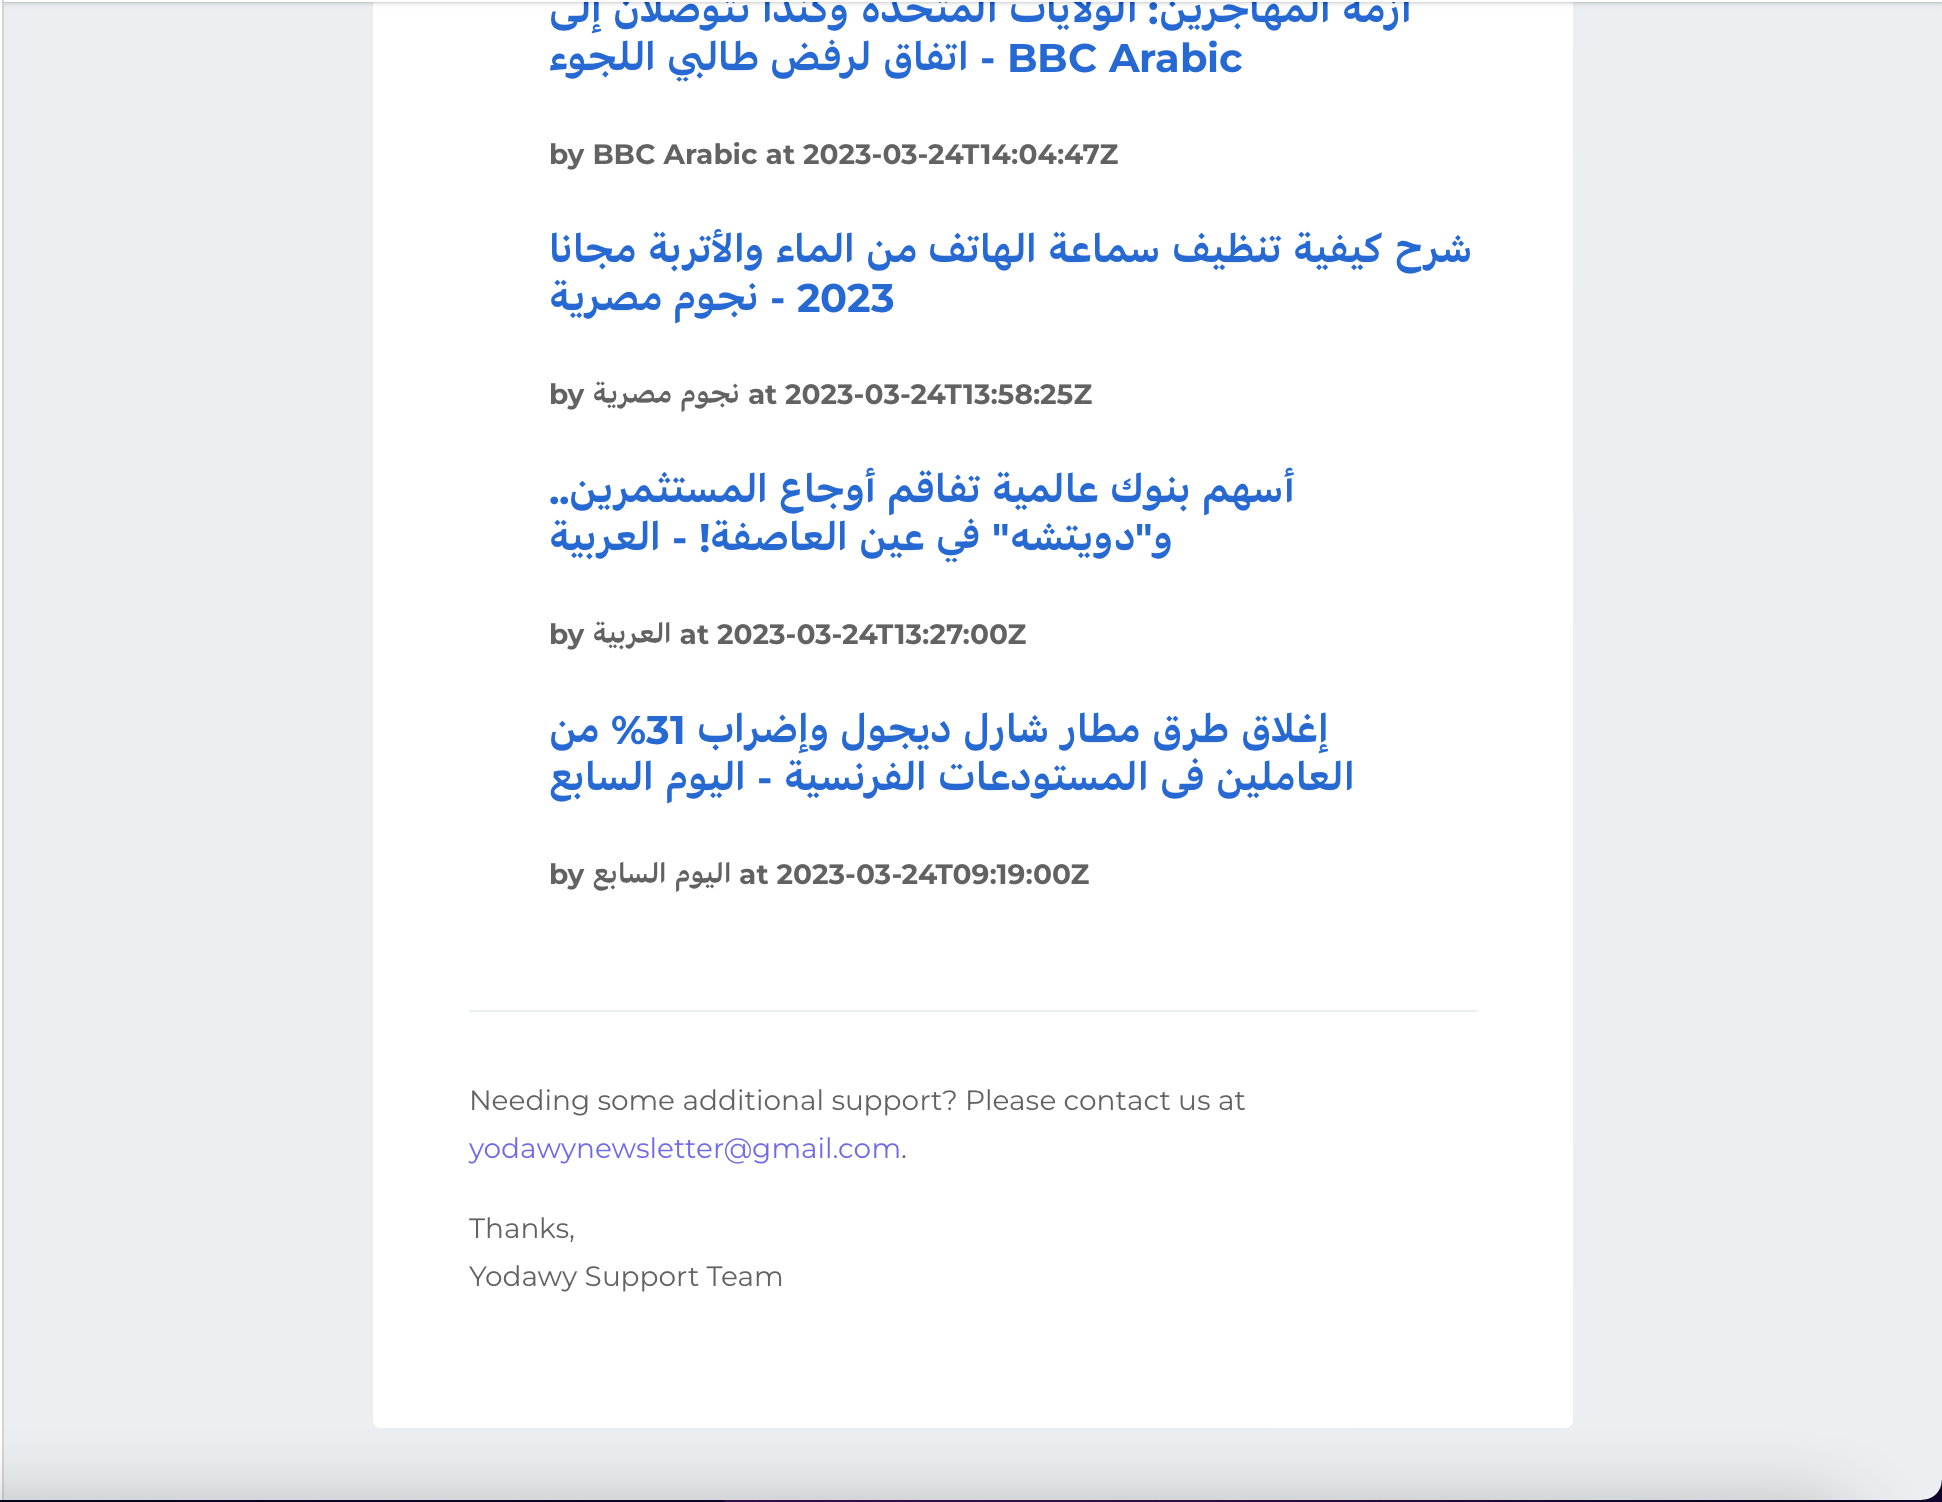 أزمة المهاجرين: الولايات المتحدة وكندا تتوصلان إلى
اتفاق لرفض طالبي اللجوء - BBC Arabic
by BBC Arabic at 2023-03-24T14:04:47Z
شرح كيفية تنظيف سماعة الهاتف من الماء والأتربة مجانا
2023 - نجوم مصرية
by نجوم مصرية at 2023-03-24T13:58:25Z
أسهم بنوك عالمية تفاقم أوجاع المستثمرين..
و"دويتشه" في عين العاصفة! - العربية
by العربية at 2023-03-24T13:27:00Z
إغلاق طرق مطار شارل ديجول وإضراب 31% من
العاملين فى المستودعات الفرنسية - اليوم السابع
by اليوم السابع at 2023-03-24T09:19:00Z
Needing some additional support? Please contact us at
yodawynewsletter@gmail.com.
Thanks,
Yodawy Support Team